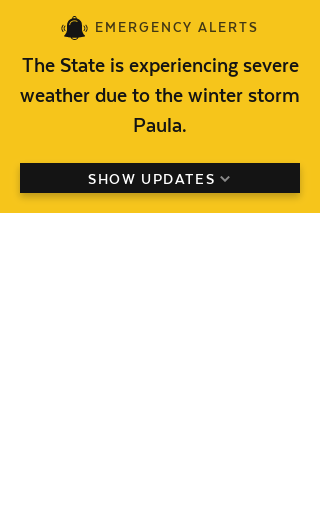 EMERGENCY ALERTS
The State is experiencing severe
weather due to the winter storm
Paula.
SHOW UPDATES